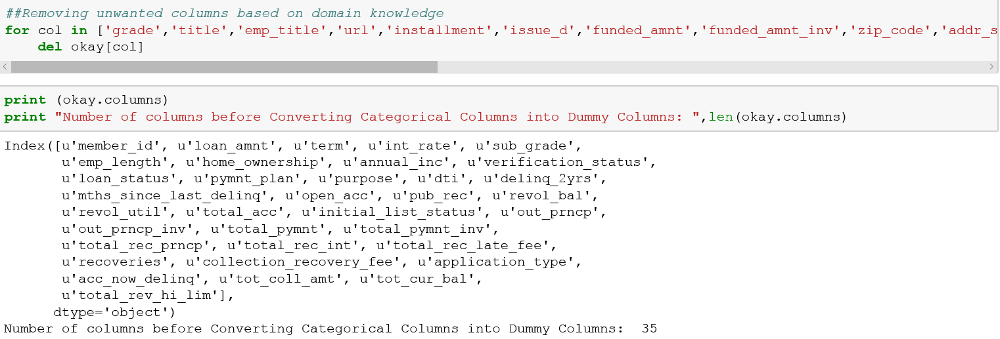 ##Removing unwanted columns based on domain knowledge
for col in ['grade','title','emp_title','url','installment','issue_d','funded_amnt','funded_amnt_inv','zip_code','addr_s
    del okay[col]
print (okay.columns)
print "Number of columns before Converting Categorical Columns into Dummy Columns: ",len(okay.columns)
Index([u'member_id', u'loan_amnt', u'term', u'int_rate', u'sub_grade',
       u'emp_length', u'home_ownership', u'annual_inc', u'verification_status',
       u'loan_status', u'pymnt_plan', u'purpose', u'dti', u'delinq_2yrs',
       u'mths_since_last_delinq', u'open_acc', u'pub_rec', u'revol_bal',
       u'revol_util', u'total_acc', u'initial_list_status', u'out_prncp',
       u'out_prncp_inv', u'total_pymnt', u'total_pymnt_inv',
       u'total_rec_prncp', u'total_rec_int', u'total_rec_late_fee',
       u'recoveries', u'collection_recovery_fee', u'application_type',
       u'acc_now_delinq', u'tot_coll_amt', u'tot_cur_bal',
       u'total_rev_hi_lim'],
      dtype='object')
Number of columns before Converting Categorical Columns into Dummy Columns:  35